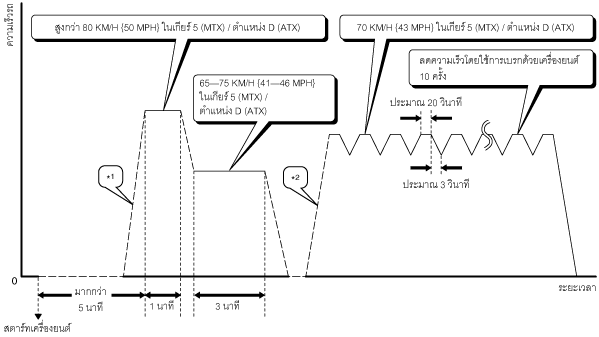 ความเร็วรถ
สูงกว่า 80 KM/H {50 MPH} ในเกียร์ 5 (MTX) / ตำแหน่ง D (ATX)
70 KM/H {43 MPH} ในเกียร์ 5 (MTX) / ตำแหน่ง D (ATX)
65—75 KM/H {41—46 MPH}
ในเกียร์ 5 (MTX) /
ตำแหน่ง D (ATX)
ลดความเร็วโดยใช้การเบรกด้วยเครื่องยนต์
10 ครั้ง
ประมาณ 20 วินาที
*1
*2
ประมาณ 3 วินาที
0
มากกว่า
5 นาที
1 นาที
3 นาที
ระยะเวลา
สตาร์ทเครื่องยนต์